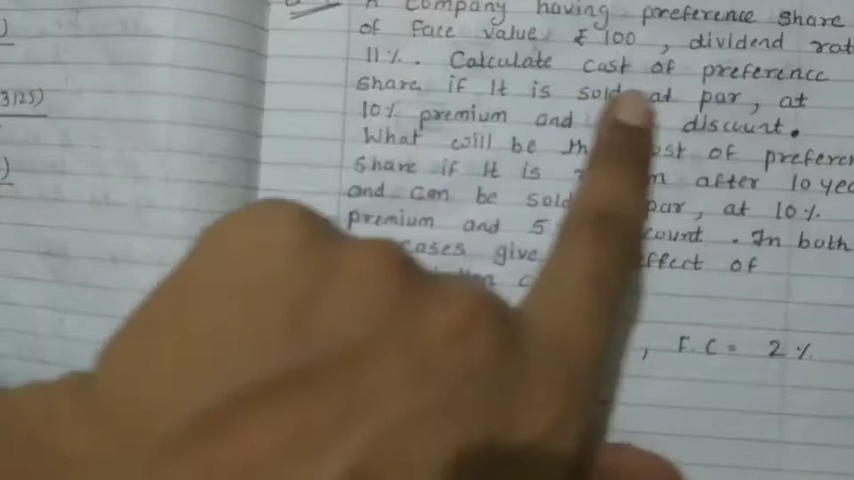 )
3125)
)
A company having preference share
of Face value ₹100, dividend rat
11%. Calculate cost of preference
share if It is sold at par, at
10% premium and discount.
What will be th ost of preferen
Share if It is m after 10 yea
and can be sold par, at 10%
premium and 5 count. In both
cases give ffect of
, F.C = 2%